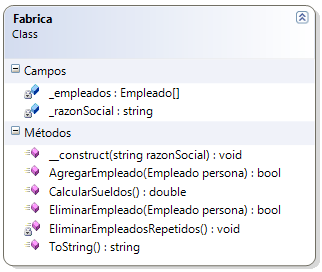 Fabrica
Class
Campos
_empleados : Empleado[]
_razonSocial : string
Métodos
__construct(string razonSocial) : void
AgregarEmpleado(Empleado persona) : bool
CalcularSueldos() : double
EliminarEmpleado(Empleado persona) : bool
EliminarEmpleadosRepetidos() : void
ToString() : string